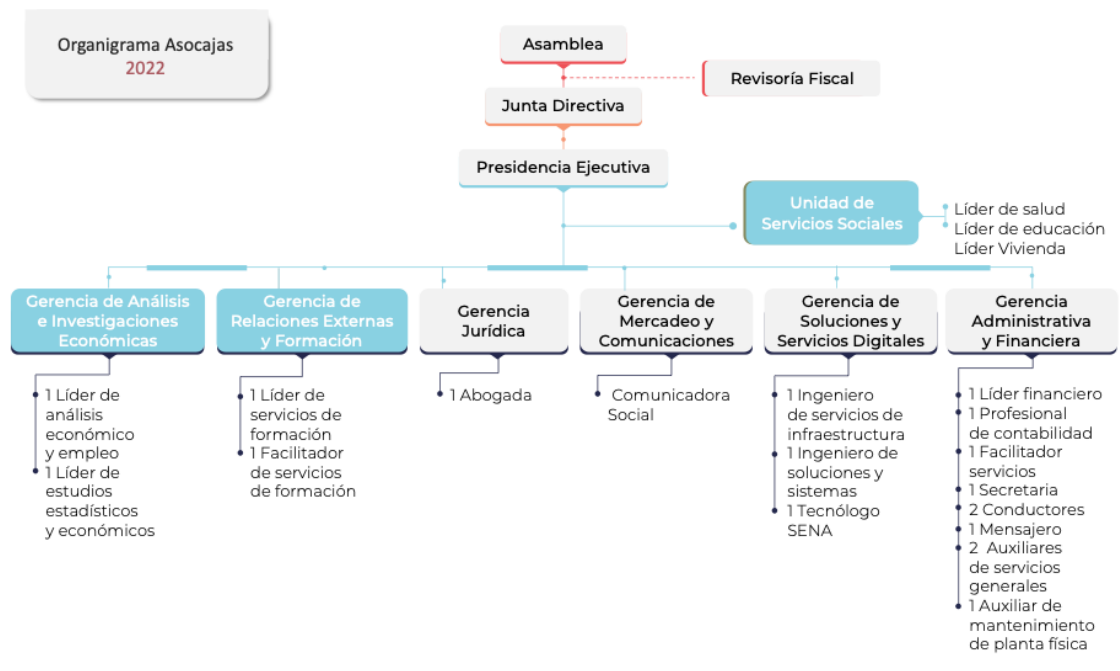 Organigrama Asocajas
2022
Asamblea
Revisoría Fiscal
Junta Directiva
Presidencia Ejecutiva
Unidad de
Servicios Sociales
Líder de salud
Líder de educación
Líder Vivienda
Gerencia de Análisis
e Investigaciones
Económicas
1 Líder de
análisis
económico
y empleo
1 Líder de
estudios
estadísticos
y económicos
Gerencia de
Relaciones Externas
y Formación
1 Líder de
servicios de
formación
1 Facilitador
de servicios
de formación
Gerencia
Jurídica
1 Abogada
Gerencia de
Mercadeo y
Comunicaciones
Comunicadora
Social
Gerencia de
Soluciones y
Servicios Digitales
1 Ingeniero
de servicios de
infraestructura
1 Ingeniero de
soluciones y
sistemas
1 Tecnólogo
SENA
Gerencia
Administrativa
y Financiera
1 Líder financiero
1 Profesional
de contabilidad
1 Facilitador
servicios
1 Secretaria
2 Conductores
1 Mensajero
2 Auxiliares
de servicios
generales
1 Auxiliar de
mantenimiento
de planta física